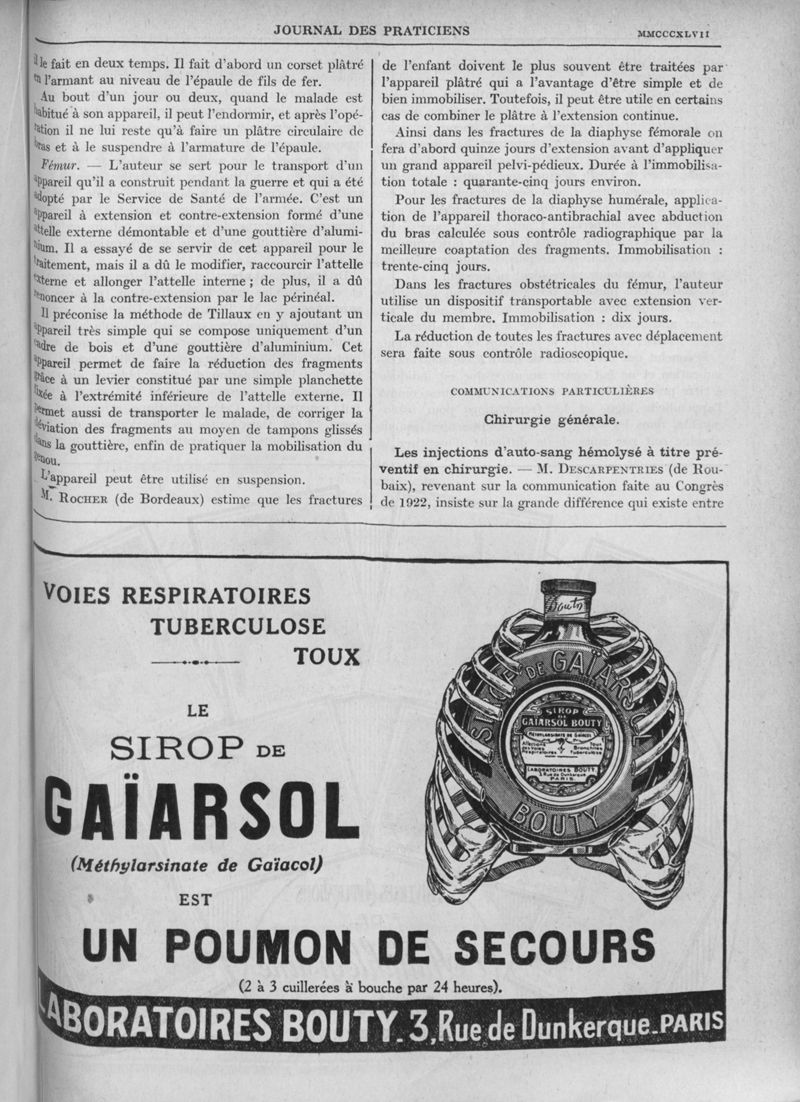 JOURNAL DES PRATICIENS
MMCCCXLVII
il le fait en deux temps. Il fait d'abord un corset plâtré
en l'armant au niveau de l'épaule de fils de fer.
Au bout d'un jour ou deux, quand le malade est
habitué à son appareil, il peut l'endormir, et après l'opé-
ration il ne lui reste qu'à faire un plâtre circulaire de
bras et à le suspendre à l'armature de l'épaule.
Fémur. — L'auteur se sert pour le transport d'un
appareil qu'il a construit pendant la guerre et qui a été
adopté par le Service de Santé de l'armée. C'est un
appareil à extension et contre-extension formé d'une
attelle externe démontable et d'une gouttière d'alumi-
nium. Il a essayé de se servir de cet appareil pour le
traitement, mais il a dû le modifier, raccourcir l'attelle
externe et allonger l'attelle interne ; de plus, il a dû
renoncer à la contre-extension par le lac périnéal.
Il préconise la méthode de Tillaux en y ajoutant un
appareil très simple qui se compose uniquement d'un
cadre de bois et d'une gouttière d'aluminium. Cet
appareil permet de faire la réduction des fragments
grâce à un levier constitué par une simple planchette
fixée à l'extrémité inférieure de l'attelle externe. Il
permet aussi de transporter le malade, de corriger la
déviation des fragments au moyen de tampons glissés
dans la gouttière, enfin de pratiquer la mobilisation du
genou.
L'appareil peut être utilisé en suspension.
M. ROCHER (de Bordeaux) estime que les fractures
de l'enfant doivent le plus souvent être traitées par
l'appareil plâtré qui a l'avantage d'être simple et de
bien immobiliser. Toutefois, il peut être utile en certains
cas de combiner le plâtre à l'extension continue.
Ainsi dans les fractures de la diaphyse fémorale on
fera d'abord quinze jours d'extension avant d'appliquer
un grand appareil pelvi-pédieux. Durée à l'immobilisa-
tion totale : quarante-cinq jours environ.
Pour les fractures de la diaphyse humérale, applica-
tion de l'appareil thoraco-antibrachial avec abduction
du bras calculée sous contrôle radiographique par la
meilleure coaptation des fragments. Immobilisation :
trente-cinq jours.
Dans les fractures obstétricales du fémur, l'auteur
utilise un dispositif transportable avec extension ver-
ticale du membre. Immobilisation : dix jours.
La réduction de toutes les fractures avec déplacement
sera faite sous contrôle radioscopique.
COMMUNICATIONS PARTICULIÈRES
Chirurgie générale.
Les injections d'auto-sang hémolysé à titre pré-
ventif en chirurgie. — M. DESCARPENTRIES (de Rou-
baix), revenant sur la communication faite au Congrès
de 1922, insiste sur la grande différence qui existe entre
VOIES RESPIRATOIRES
TUBERCULOSE
TOUX
LE
SIROP DE
GAÏARSOL
(Méthylarsinate de Gaïacol)
EST
UN POUMON DE SECOURS
(2 à 3 cuillerées à bouche par 24 heures).
LABORATOIRES BOUTY. 3, Rue de Dunkerque. PARIS
Bouty
SIROP DE GAÏARSOL
SIROP
DE
GAÏARSOL BOUTY
MÉTHYLARSINATE DE GAÏACOL
Affections Toux
des Voies Bronchites
Respiratoires Tuberculose
LABORATOIRES BOUTY
3, Rue de Dunkerque
PARIS
BOUTY